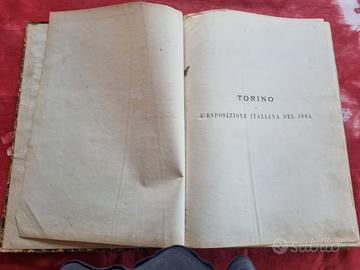 TORINO
E
L'ESPOSIZIONE ITALIANA DEL 1884.
subito